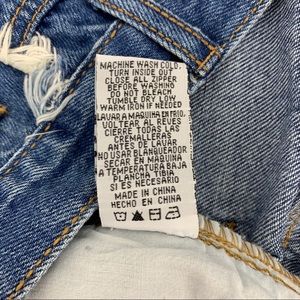 MACHINE WASH COLD.
TURN INSIDE OUT
CLOSE ALL ZIPPER
BEFORE WASHING
DO NOT BLEACH
TUMBLE DRY LOW
WARM IRON IF NEEDED
LAVAR A MAQUINA EN FRIO.
VOLTEAR AL REVES
CIERRE TODAS LAS
CREMALLERAS
ANTES DE LAVAR
NO USAR BLANQUEADOR
SECAR EN MAQUINA
A TEMPERATURA BAJA
PLANCHA TIBIA
SI ES NECESARIO
MADE IN CHINA
HECHO EN CHINA